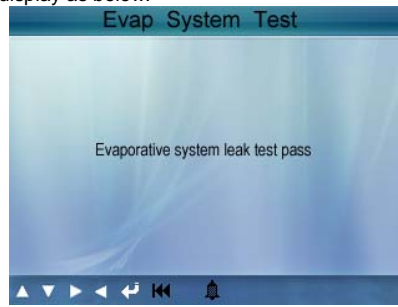 display as below:
Evap System Test
Evaporative system leak test pass